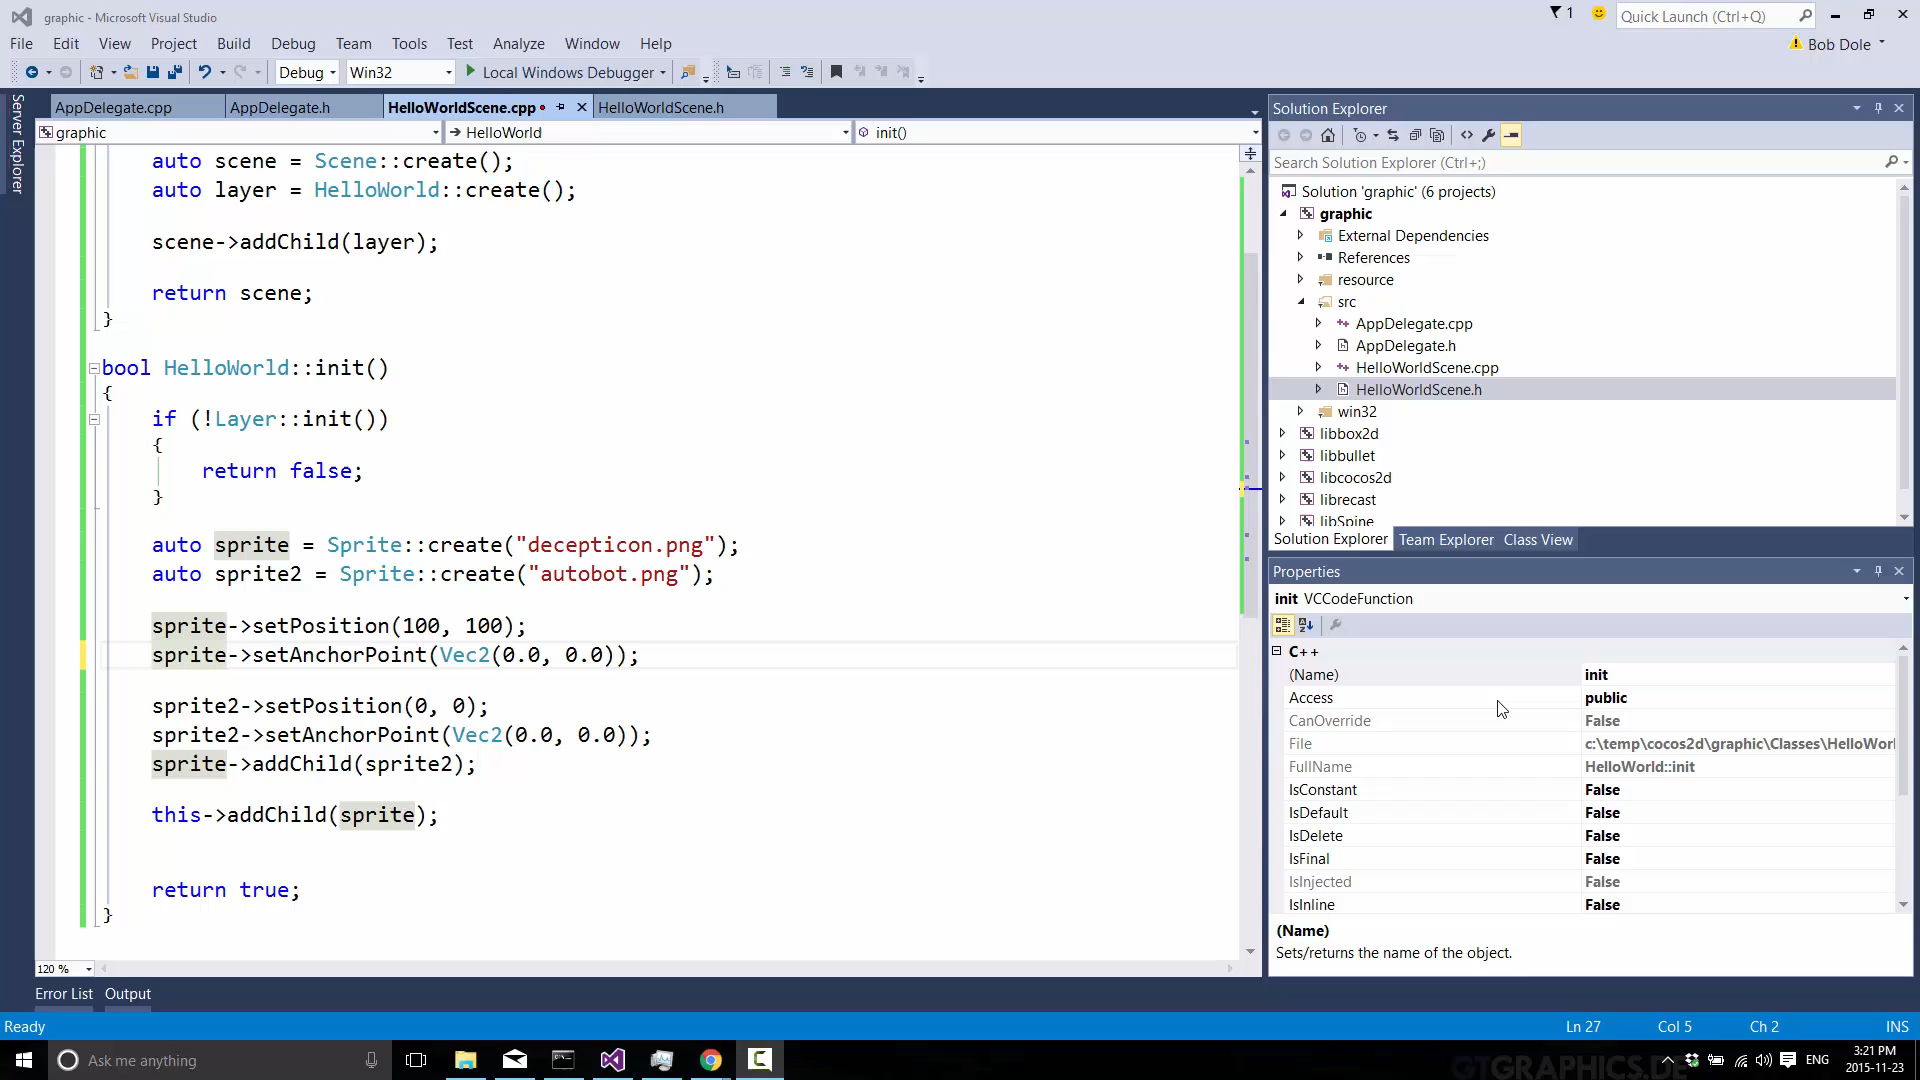 graphic - Microsoft Visual Studio
1
Quick Launch (Ctrl+Q)
File Edit View Project Build Debug Team Tools Test Analyze Window Help
Bob Dole
Debug Win32 Local Windows Debugger
Server Explorer
AppDelegate.cpp AppDelegate.h HelloWorldScene.cpp HelloWorldScene.h
graphic HelloWorld init()
auto scene = Scene::create();
auto layer = HelloWorld::create();
scene->addChild(layer);
return scene;
}
bool HelloWorld::init()
{
if (!Layer::init())
{
return false;
}
auto sprite = Sprite::create("decepticon.png");
auto sprite2 = Sprite::create("autobot.png");
sprite->setPosition(100, 100);
sprite->setAnchorPoint(Vec2(0.0, 0.0));
sprite2->setPosition(0, 0);
sprite2->setAnchorPoint(Vec2(0.0, 0.0));
sprite->addChild(sprite2);
this->addChild(sprite);
return true;
}
120 %
Error List Output
Solution Explorer
Search Solution Explorer (Ctrl+;)
Solution 'graphic' (6 projects)
graphic
External Dependencies
References
resource
src
AppDelegate.cpp
AppDelegate.h
HelloWorldScene.cpp
HelloWorldScene.h
win32
libbox2d
libbullet
libcocos2d
librecast
libSpine
Solution Explorer Team Explorer Class View
Properties
init VCCodeFunction
C++
(Name) init
Access public
CanOverride False
File c:\temp\cocos2d\graphic\Classes\HelloWorl
FullName HelloWorld::init
IsConstant False
IsDefault False
IsDelete False
IsFinal False
IsInjected False
IsInline False
(Name)
Sets/returns the name of the object.
Ready Ln 27 Col 5 Ch 2 INS
Ask me anything
GTGRAPHICS.DE
ENG
3:21 PM
2015-11-23